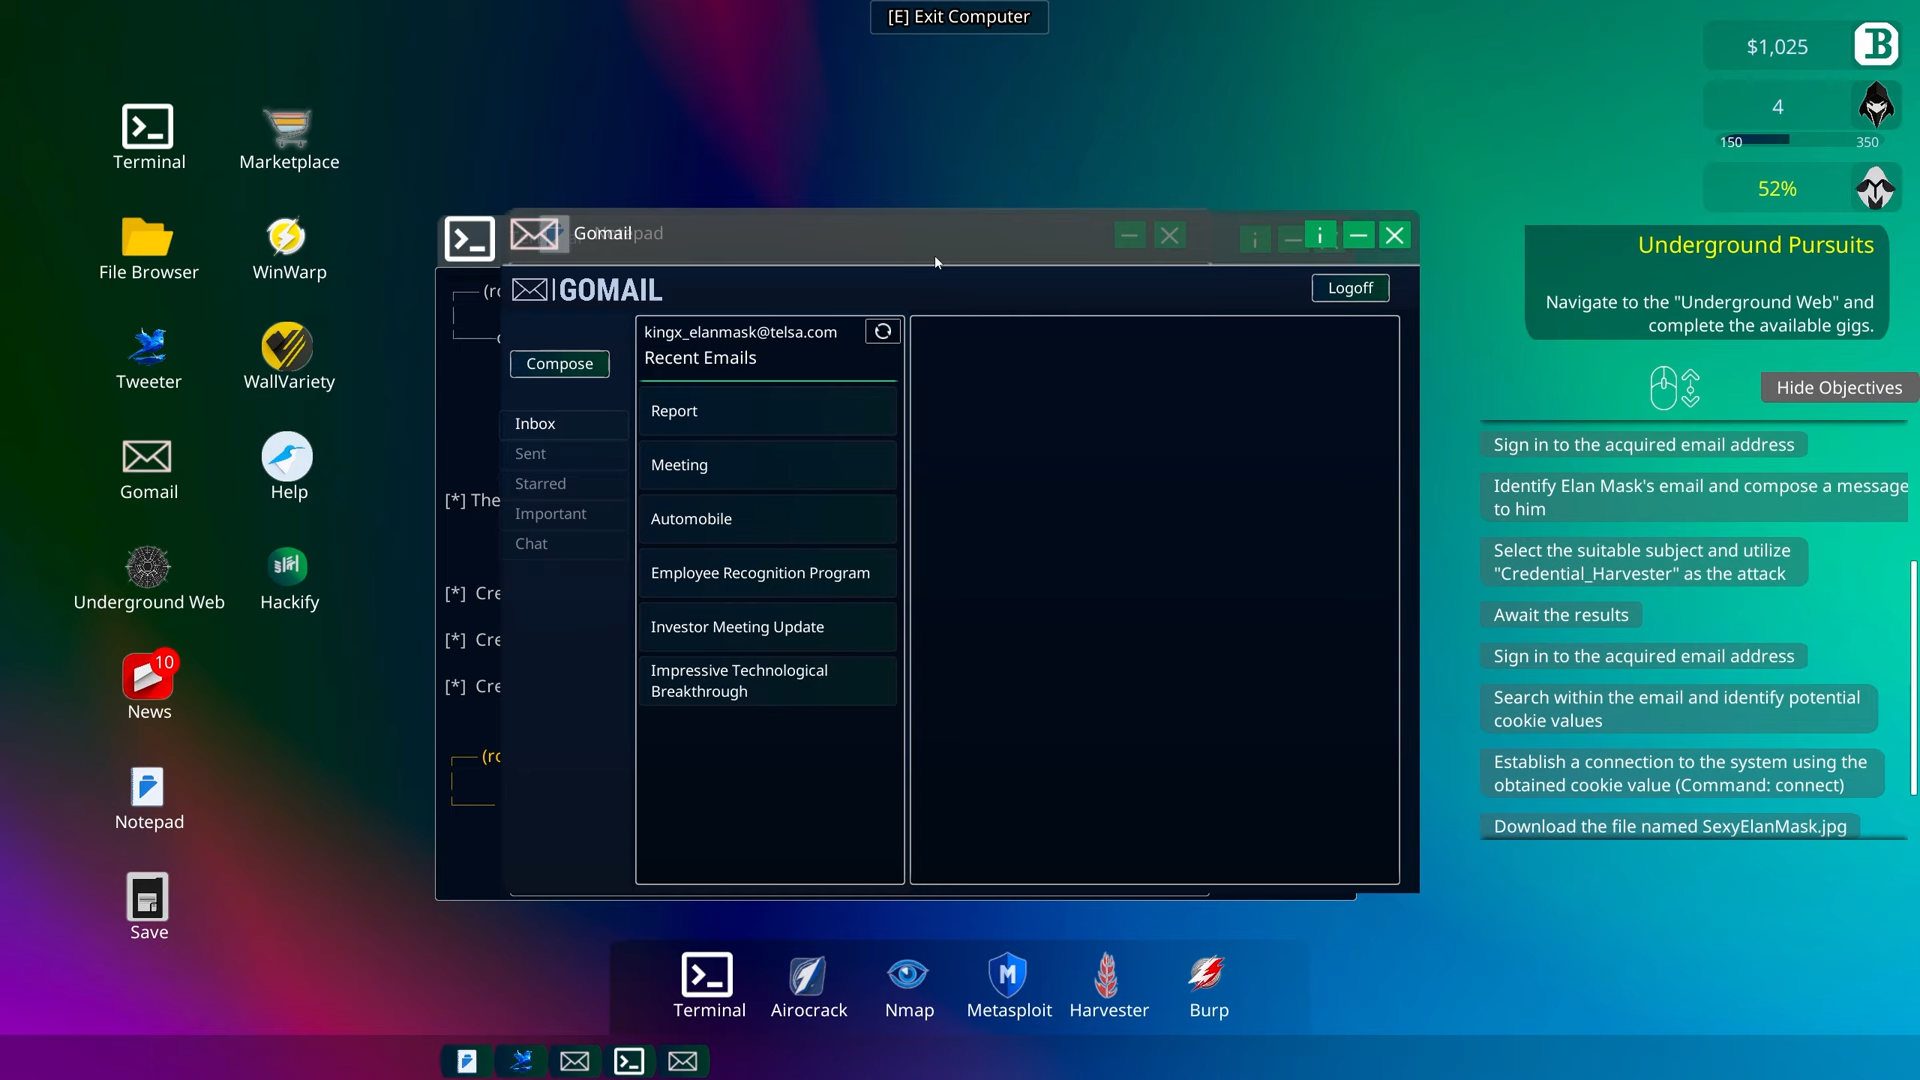 [E] Exit Computer
$1,025
B
4
150
350
52%
Underground Pursuits
Navigate to the "Underground Web" and
complete the available gigs.
Hide Objectives
Sign in to the acquired email address
Identify Elan Mask's email and compose a message
to him
Select the suitable subject and utilize
"Credential_Harvester" as the attack
Await the results
Sign in to the acquired email address
Search within the email and identify potential
cookie values
Establish a connection to the system using the
obtained cookie value (Command: connect)
Download the file named SexyElanMask.jpg
Terminal
Marketplace
File Browser
WinWarp
Tweeter
WallVariety
Gomail
Help
Underground Web
Hackify
News
10
Notepad
Save
Gomail
Notepad
GOMAIL
Logoff
Compose
Inbox
Sent
Starred
Important
Chat
kingx_elanmask@telsa.com
Recent Emails
Report
Meeting
Automobile
Employee Recognition Program
Investor Meeting Update
Impressive Technological
Breakthrough
[*] The
[*] Cre
[*] Cre
[*] Cre
Terminal
Airocrack
Nmap
Metasploit
Harvester
Burp